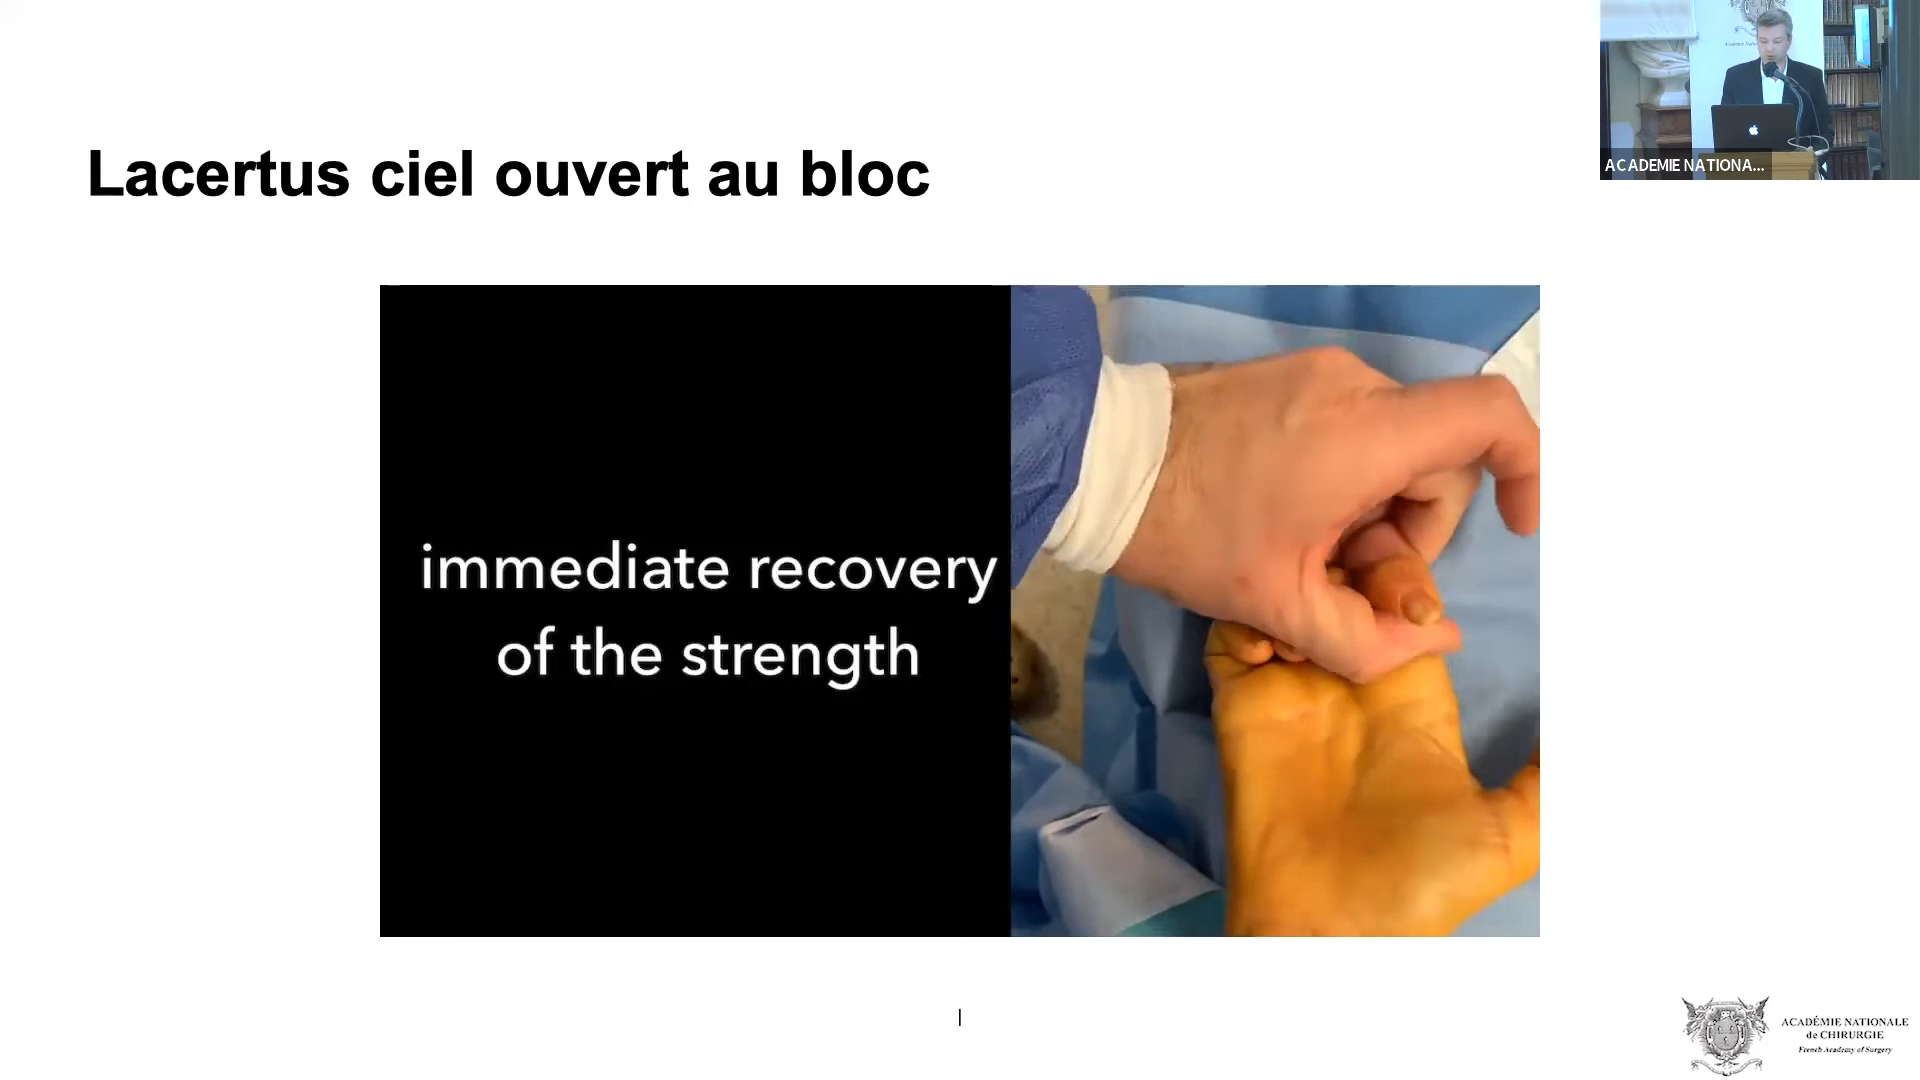 Lacertus ciel ouvert au bloc
ACADEMIE NATIONA...
immediate recovery
of the strength
ACADÉMIE NATIONALE
de CHIRURGIE
French Academy of Surgery